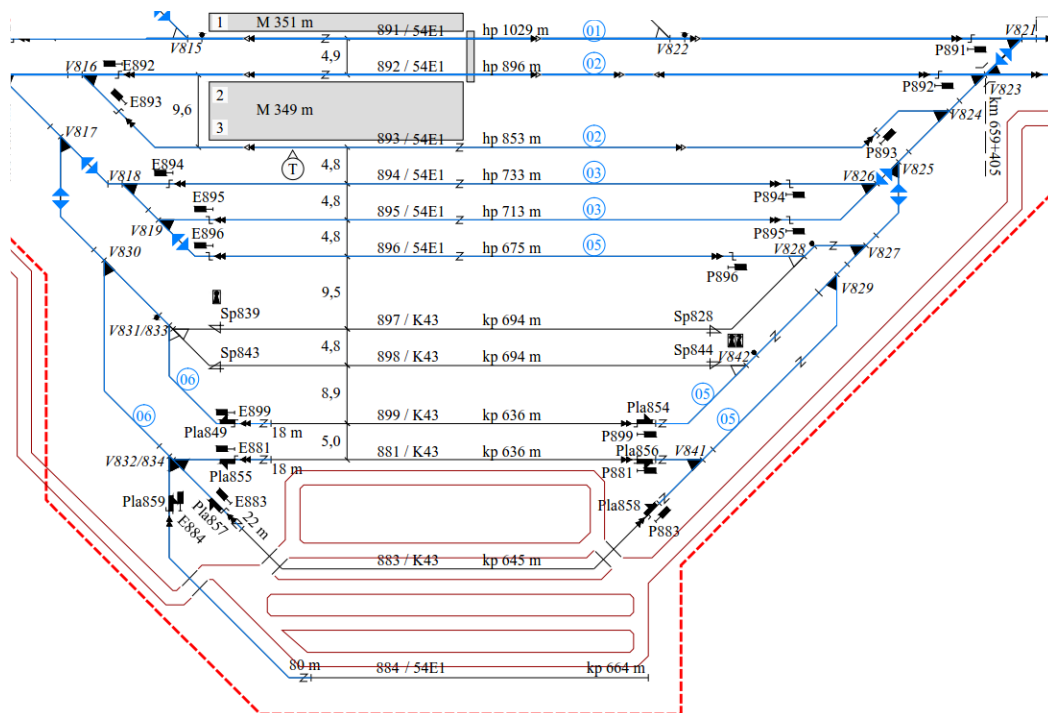 1 M 351 m 891 / 54E1 hp 1029 m 01
V815 V822 V821
4,9 P891
V816 E892 892 / 54E1 hp 896 m 02
P892 V823
2 M 349 m
E893 9,6 V824
km 659+405
3
V817 893 / 54E1 hp 853 m 02 P893
T
E894 4,8 V825
V818 894 / 54E1 hp 733 m 03 V826
E895 4,8 P894
V819 895 / 54E1 hp 713 m 03
E896 4,8 P895
V830 896 / 54E1 hp 675 m 05 V828 V827
P896
9,5 V829
Sp839 897 / K43 kp 694 m Sp828
V831/833
4,8
Sp843 898 / K43 kp 694 m Sp844 V842
06 8,9 05
06 E899 899 / K43 kp 636 m Pla854 05
Pla849 18 m P899
E881 5,0
V832/834 881 / K43 kp 636 m Pla856 V841
Pla855 18 m P881
Pla859 E884 Pla857 E883 22 m Pla858 P883
883 / K43 kp 645 m
80 m 884 / 54E1 kp 664 m